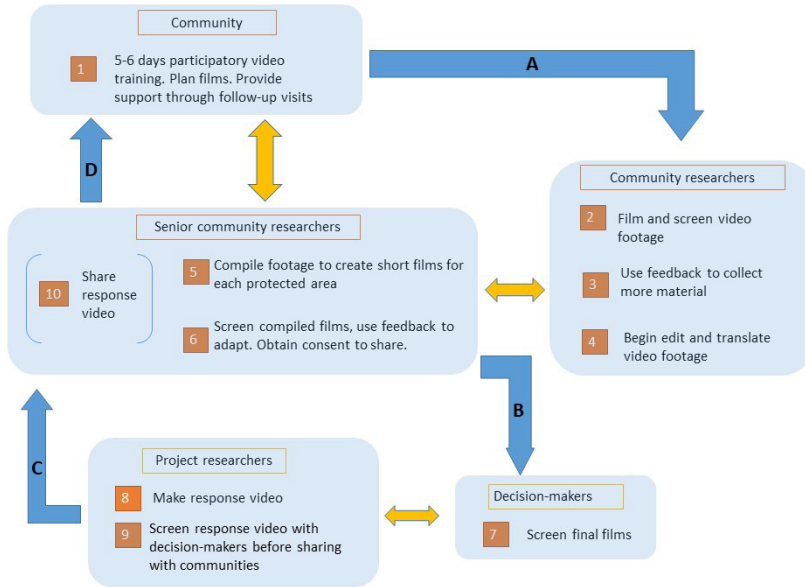 Community
1
5-6 days participatory video
training. Plan films. Provide
support through follow-up visits
A
D
Community researchers
2
Film and screen video
footage
3
Use feedback to collect
more material
4
Begin edit and translate
video footage
Senior community researchers
10
Share
response
video
5
Compile footage to create short films for
each protected area
6
Screen compiled films, use feedback to
adapt. Obtain consent to share.
B
C
Project researchers
8
Make response video
9
Screen response video with
decision-makers before sharing
with communities
Decision-makers
7
Screen final films